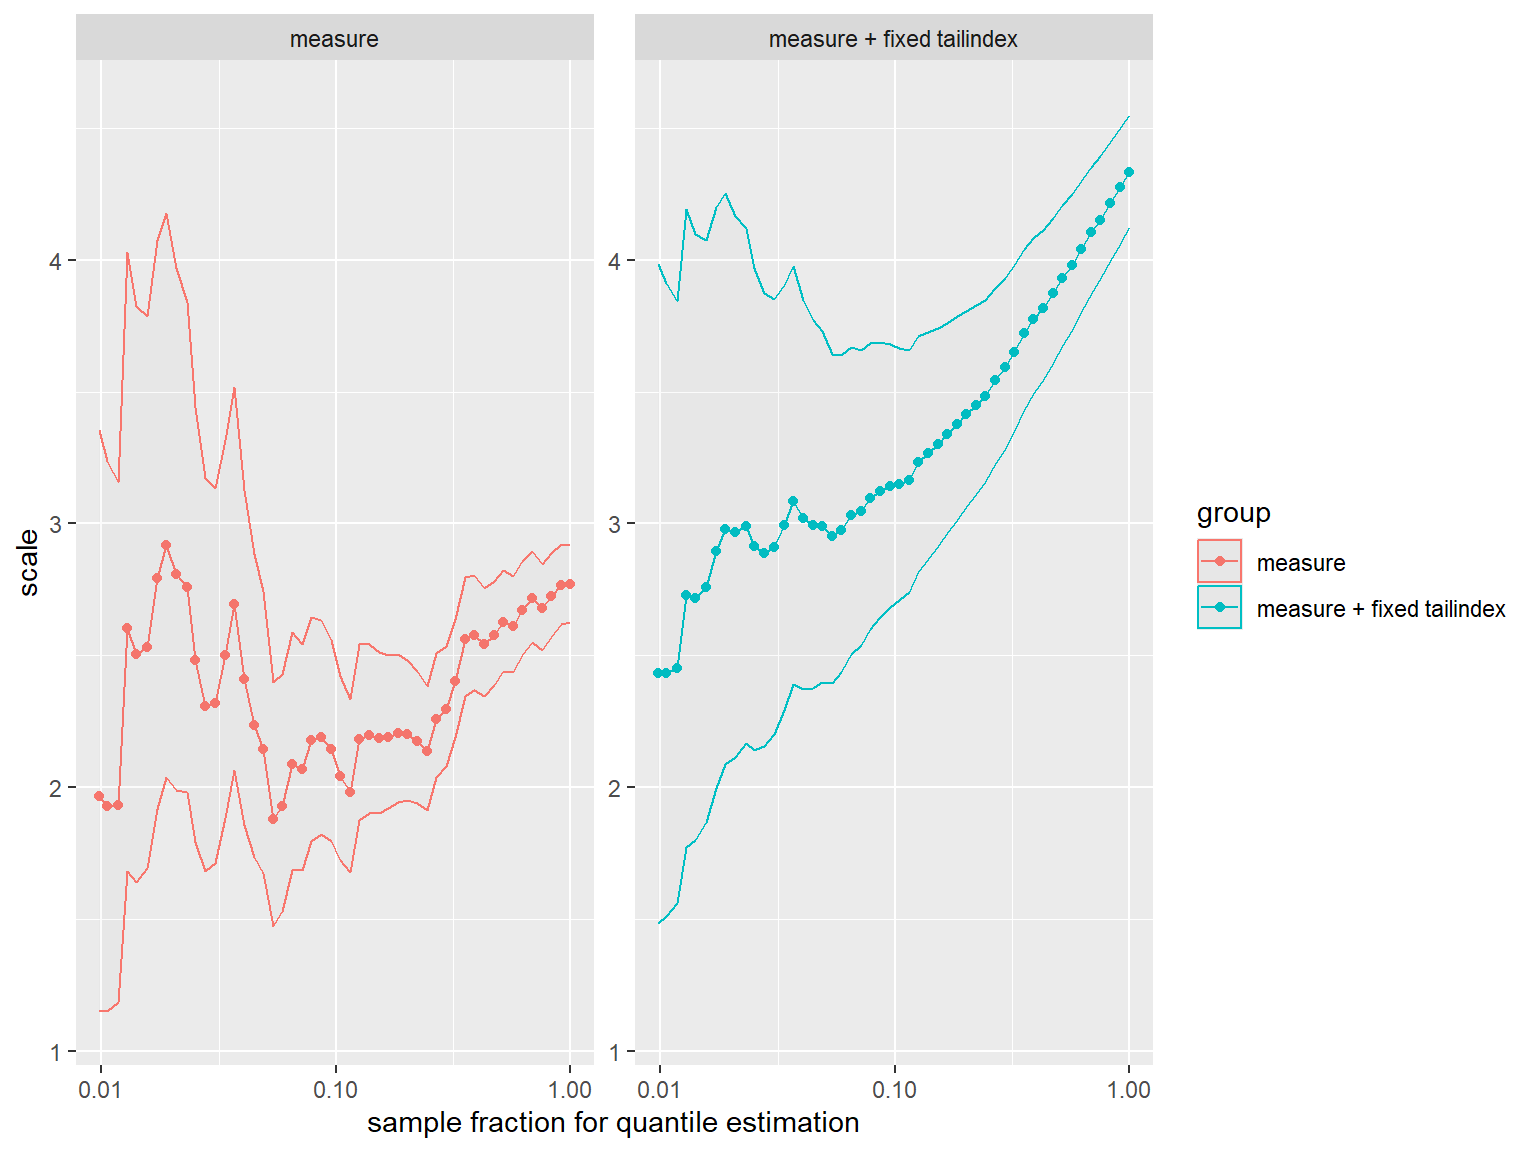 measure
measure + fixed tailindex
scale
4
3
2
1
4
3
2
1
0.01 0.10 1.00
0.01 0.10 1.00
sample fraction for quantile estimation
group
measure
measure + fixed tailindex